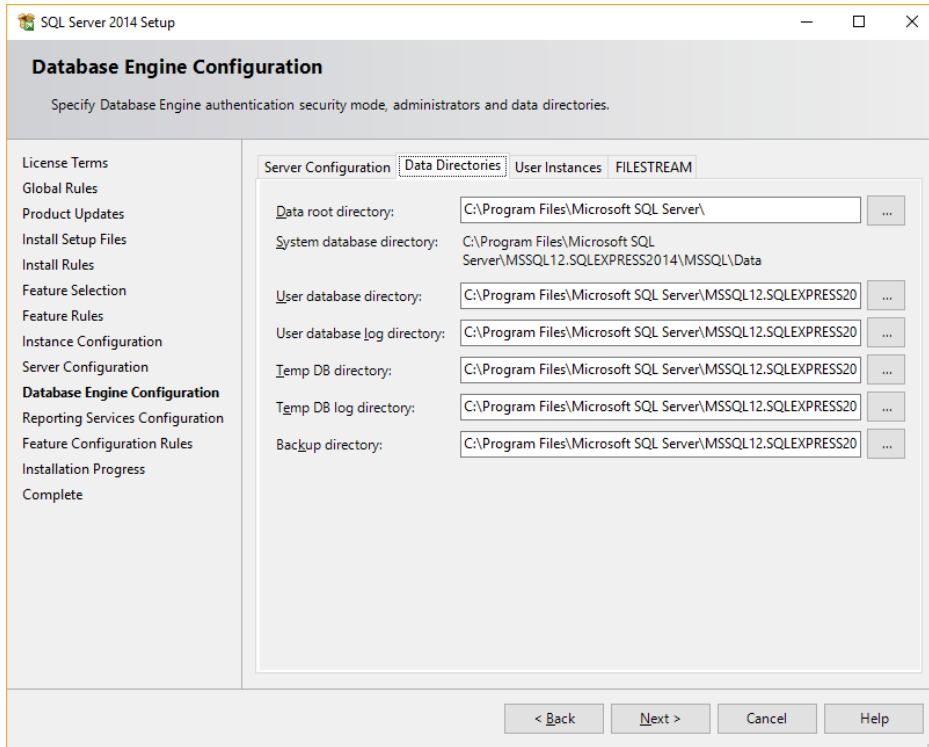 SQL Server 2014 Setup
Database Engine Configuration
Specify Database Engine authentication security mode, administrators and data directories.
License Terms
Global Rules
Product Updates
Install Setup Files
Install Rules
Feature Selection
Feature Rules
Instance Configuration
Server Configuration
Database Engine Configuration
Reporting Services Configuration
Feature Configuration Rules
Installation Progress
Complete
Server Configuration Data Directories User Instances FILESTREAM
Data root directory: C:\Program Files\Microsoft SQL Server\ ...
System database directory: C:\Program Files\Microsoft SQL
Server\MSSQL12.SQLEXPRESS2014\MSSQL\Data
User database directory: C:\Program Files\Microsoft SQL Server\MSSQL12.SQLEXPRESS20 ...
User database log directory: C:\Program Files\Microsoft SQL Server\MSSQL12.SQLEXPRESS20 ...
Temp DB directory: C:\Program Files\Microsoft SQL Server\MSSQL12.SQLEXPRESS20 ...
Temp DB log directory: C:\Program Files\Microsoft SQL Server\MSSQL12.SQLEXPRESS20 ...
Backup directory: C:\Program Files\Microsoft SQL Server\MSSQL12.SQLEXPRESS20 ...
< Back Next > Cancel Help